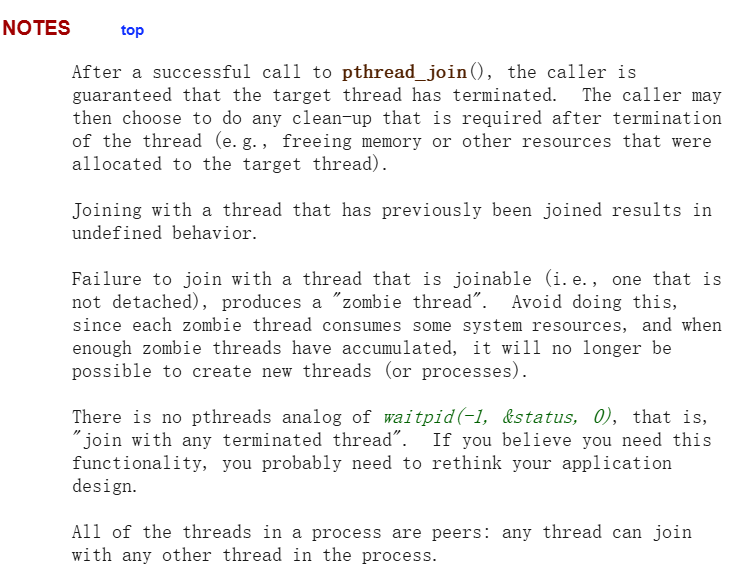 NOTES top
After a successful call to pthread_join(), the caller is
guaranteed that the target thread has terminated. The caller may
then choose to do any clean-up that is required after termination
of the thread (e.g., freeing memory or other resources that were
allocated to the target thread).
Joining with a thread that has previously been joined results in
undefined behavior.
Failure to join with a thread that is joinable (i.e., one that is
not detached), produces a "zombie thread". Avoid doing this,
since each zombie thread consumes some system resources, and when
enough zombie threads have accumulated, it will no longer be
possible to create new threads (or processes).
There is no pthreads analog of waitpid(-1, &status, 0), that is,
"join with any terminated thread". If you believe you need this
functionality, you probably need to rethink your application
design.
All of the threads in a process are peers: any thread can join
with any other thread in the process.